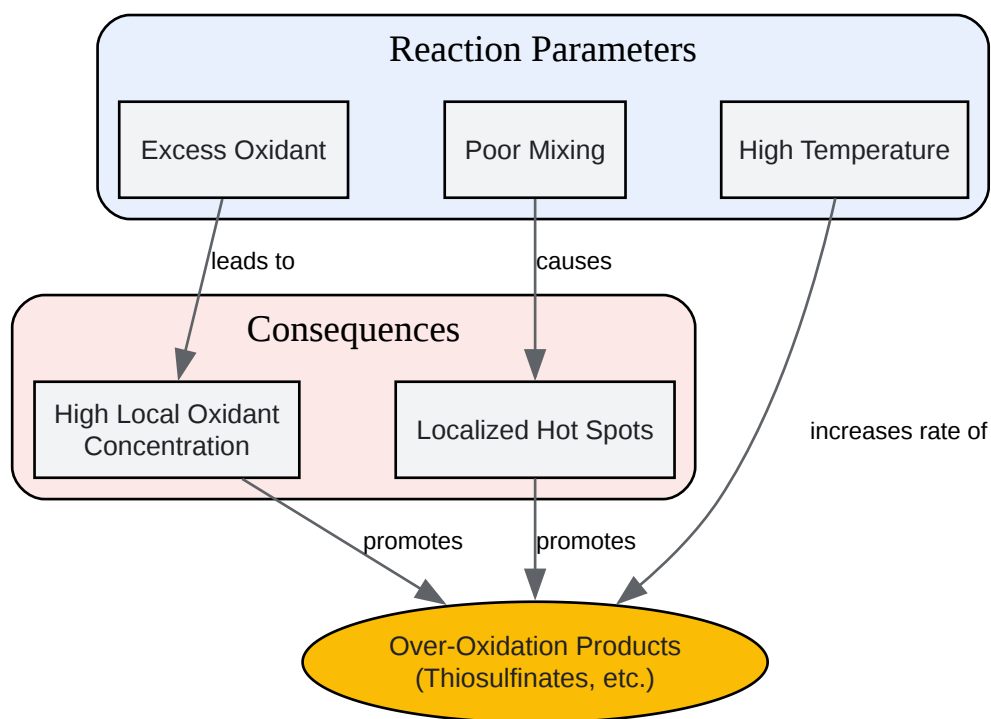 Reaction Parameters
Excess Oxidant
Poor Mixing
High Temperature
leads to
causes
Consequences
High Local Oxidant
Concentration
Localized Hot Spots
increases rate of
promotes
promotes
Over-Oxidation Products
(Thiosulfinates, etc.)